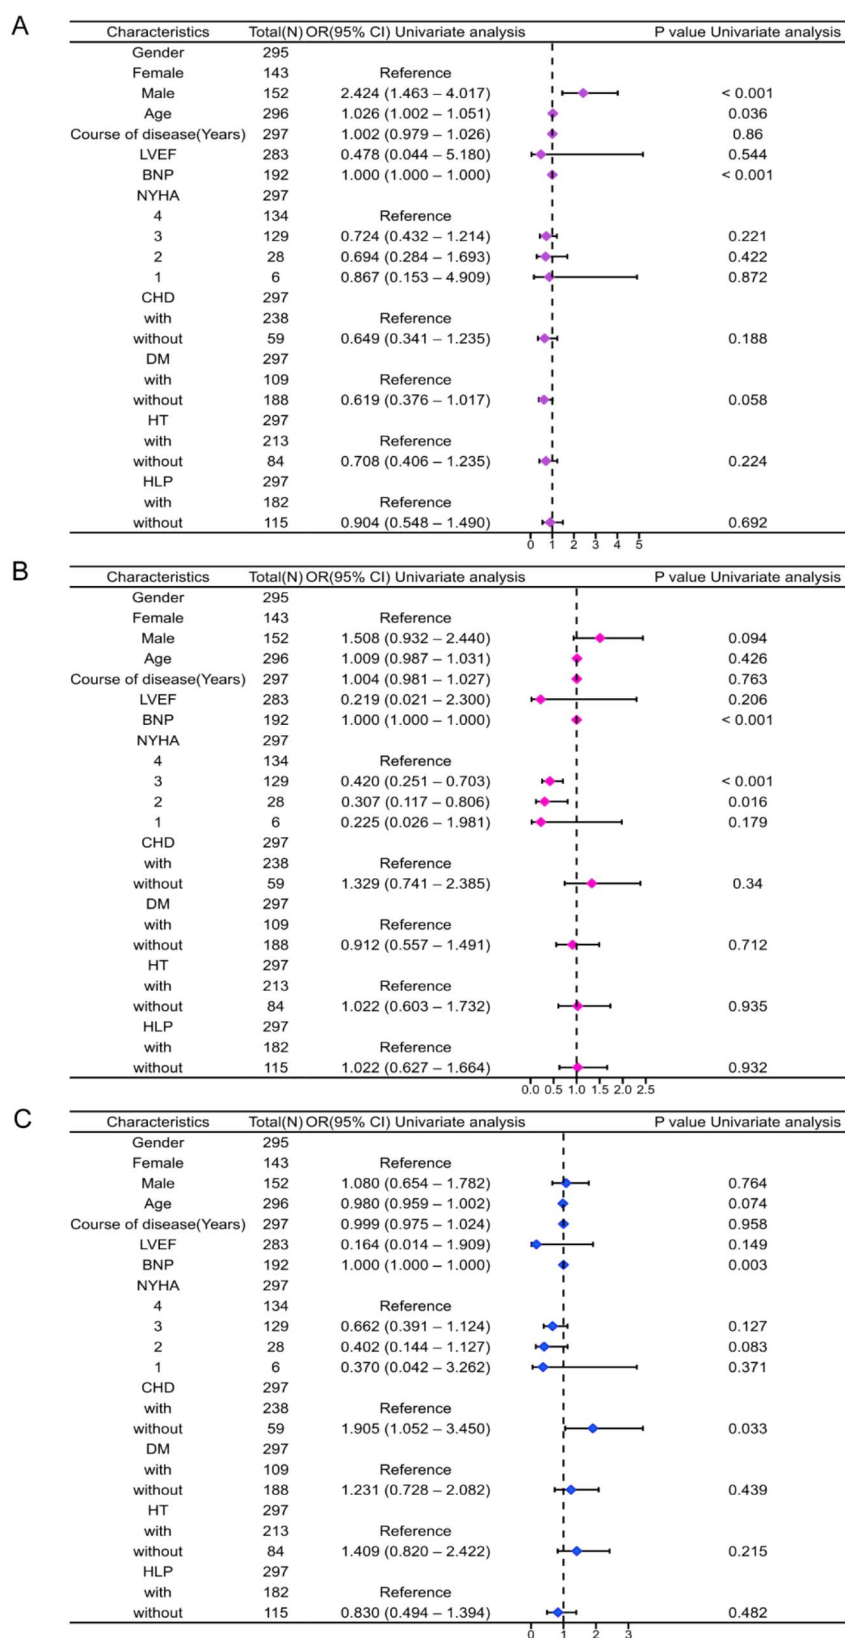 A
Characteristics Total(N) OR(95% CI) Univariate analysis P value Univariate analysis
Gender 295
Female 143 Reference
Male 152 2.424 (1.463 – 4.017) < 0.001
Age 296 1.026 (1.002 – 1.051) 0.036
Course of disease(Years) 297 1.002 (0.979 – 1.026) 0.86
LVEF 283 0.478 (0.044 – 5.180) 0.544
BNP 192 1.000 (1.000 – 1.000) < 0.001
NYHA 297
4 134 Reference
3 129 0.724 (0.432 – 1.214) 0.221
2 28 0.694 (0.284 – 1.693) 0.422
1 6 0.867 (0.153 – 4.909) 0.872
CHD 297
with 238 Reference
without 59 0.649 (0.341 – 1.235) 0.188
DM 297
with 109 Reference
without 188 0.619 (0.376 – 1.017) 0.058
HT 297
with 213 Reference
without 84 0.708 (0.406 – 1.235) 0.224
HLP 297
with 182 Reference
without 115 0.904 (0.548 – 1.490) 0.692
0 1 2 3 4 5
B
Characteristics Total(N) OR(95% CI) Univariate analysis P value Univariate analysis
Gender 295
Female 143 Reference
Male 152 1.508 (0.932 – 2.440) 0.094
Age 296 1.009 (0.987 – 1.031) 0.426
Course of disease(Years) 297 1.004 (0.981 – 1.027) 0.763
LVEF 283 0.219 (0.021 – 2.300) 0.206
BNP 192 1.000 (1.000 – 1.000) < 0.001
NYHA 297
4 134 Reference
3 129 0.420 (0.251 – 0.703) < 0.001
2 28 0.307 (0.117 – 0.806) 0.016
1 6 0.225 (0.026 – 1.981) 0.179
CHD 297
with 238 Reference
without 59 1.329 (0.741 – 2.385) 0.34
DM 297
with 109 Reference
without 188 0.912 (0.557 – 1.491) 0.712
HT 297
with 213 Reference
without 84 1.022 (0.603 – 1.732) 0.935
HLP 297
with 182 Reference
without 115 1.022 (0.627 – 1.664) 0.932
0.0 0.5 1.0 1.5 2.0 2.5
C
Characteristics Total(N) OR(95% CI) Univariate analysis P value Univariate analysis
Gender 295
Female 143 Reference
Male 152 1.080 (0.654 – 1.782) 0.764
Age 296 0.980 (0.959 – 1.002) 0.074
Course of disease(Years) 297 0.999 (0.975 – 1.024) 0.958
LVEF 283 0.164 (0.014 – 1.909) 0.149
BNP 192 1.000 (1.000 – 1.000) 0.003
NYHA 297
4 134 Reference
3 129 0.662 (0.391 – 1.124) 0.127
2 28 0.402 (0.144 – 1.127) 0.083
1 6 0.370 (0.042 – 3.262) 0.371
CHD 297
with 238 Reference
without 59 1.905 (1.052 – 3.450) 0.033
DM 297
with 109 Reference
without 188 1.231 (0.728 – 2.082) 0.439
HT 297
with 213 Reference
without 84 1.409 (0.820 – 2.422) 0.215
HLP 297
with 182 Reference
without 115 0.830 (0.494 – 1.394) 0.482
0 1 2 3